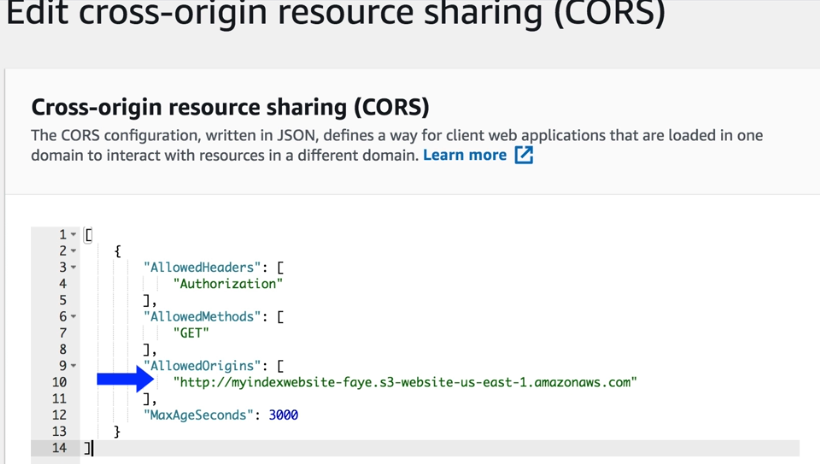 Edit cross-origin resource sharing (CORS)
Cross-origin resource sharing (CORS)
The CORS configuration, written in JSON, defines a way for client web applications that are loaded in one
domain to interact with resources in a different domain. Learn more
1 [
2 {
3 "AllowedHeaders": [
4 "Authorization"
5 ],
6 "AllowedMethods": [
7 "GET"
8 ],
9 "AllowedOrigins": [
10 "http://myindexwebsite-faye.s3-website-us-east-1.amazonaws.com"
11 ],
12 "MaxAgeSeconds": 3000
13 }
14 ]